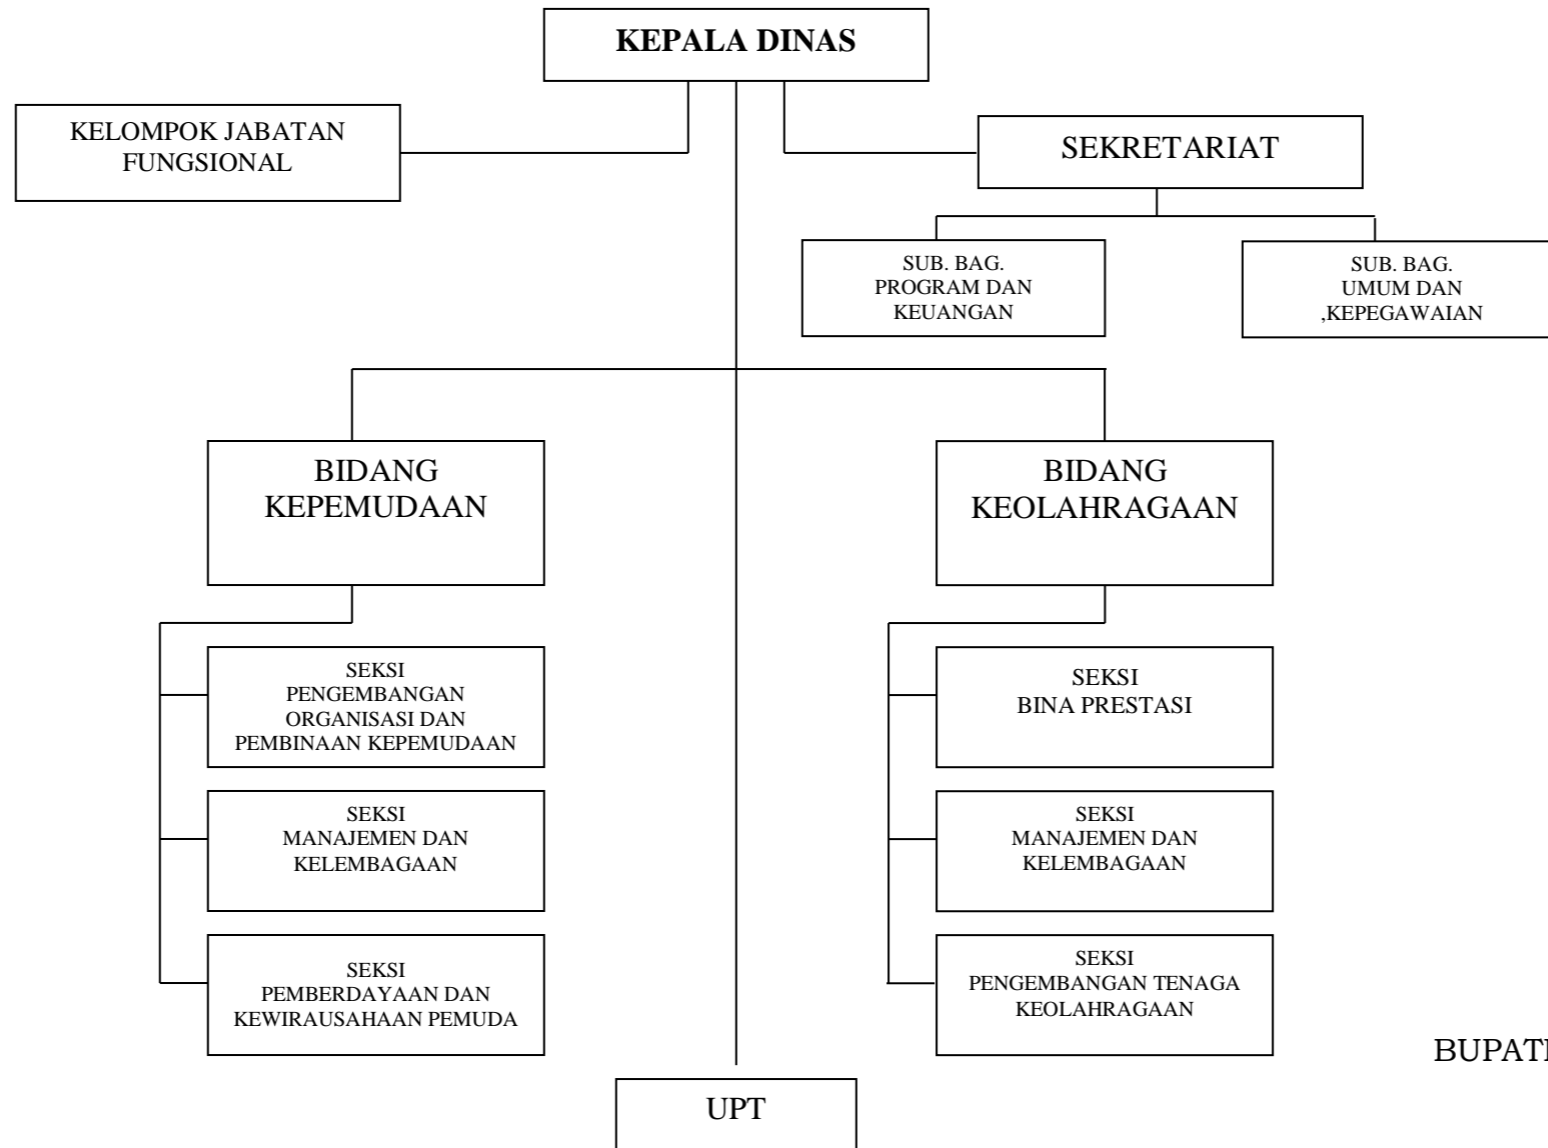 KEPALA DINAS
KELOMPOK JABATAN
FUNGSIONAL
SEKRETARIAT
SUB. BAG.
PROGRAM DAN
KEUANGAN
SUB. BAG.
UMUM DAN
,KEPEGAWAIAN
BIDANG
KEPEMUDAAN
BIDANG
KEOLAHRAGAAN
SEKSI
PENGEMBANGAN
ORGANISASI DAN
PEMBINAAN KEPEMUDAAN
SEKSI
BINA PRESTASI
SEKSI
MANAJEMEN DAN
KELEMBAGAAN
SEKSI
MANAJEMEN DAN
KELEMBAGAAN
SEKSI
PEMBERDAYAAN DAN
KEWIRAUSAHAAN PEMUDA
SEKSI
PENGEMBANGAN TENAGA
KEOLAHRAGAAN
BUPATI
UPT